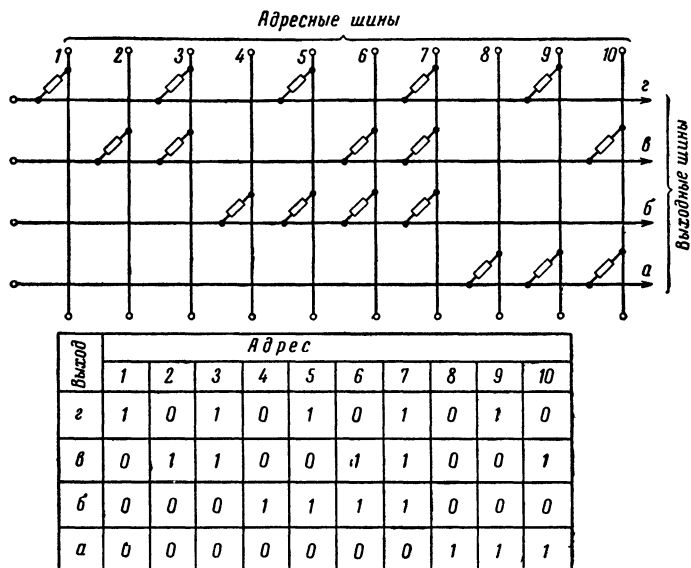 Адресные шины
1 2 3 4 5 6 7 8 9 10
г
в
б
а
Выходные шины
Выход
Адрес
1 2 3 4 5 6 7 8 9 10
г 1 0 1 0 1 0 1 0 1 0
в 0 1 1 0 0 1 1 0 0 1
б 0 0 0 1 1 1 1 0 0 0
а 0 0 0 0 0 0 0 1 1 1